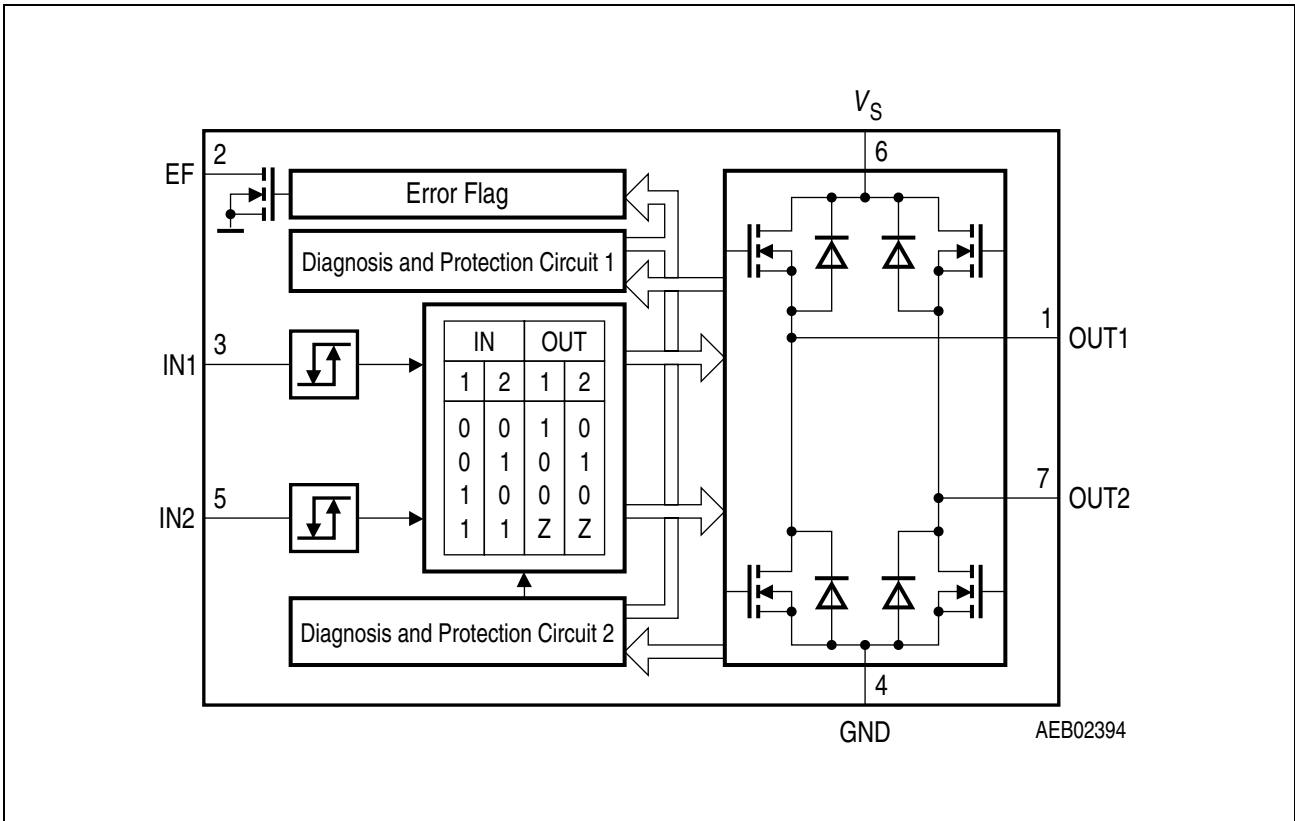 V_S
6
2
EF
Error Flag
Diagnosis and Protection Circuit 1
3
IN1
IN OUT
1 2 1 2
0 0 1 0
0 1 0 1
1 0 0 0
1 1 Z Z
1
OUT1
5
IN2
7
OUT2
Diagnosis and Protection Circuit 2
4
GND
AEB02394